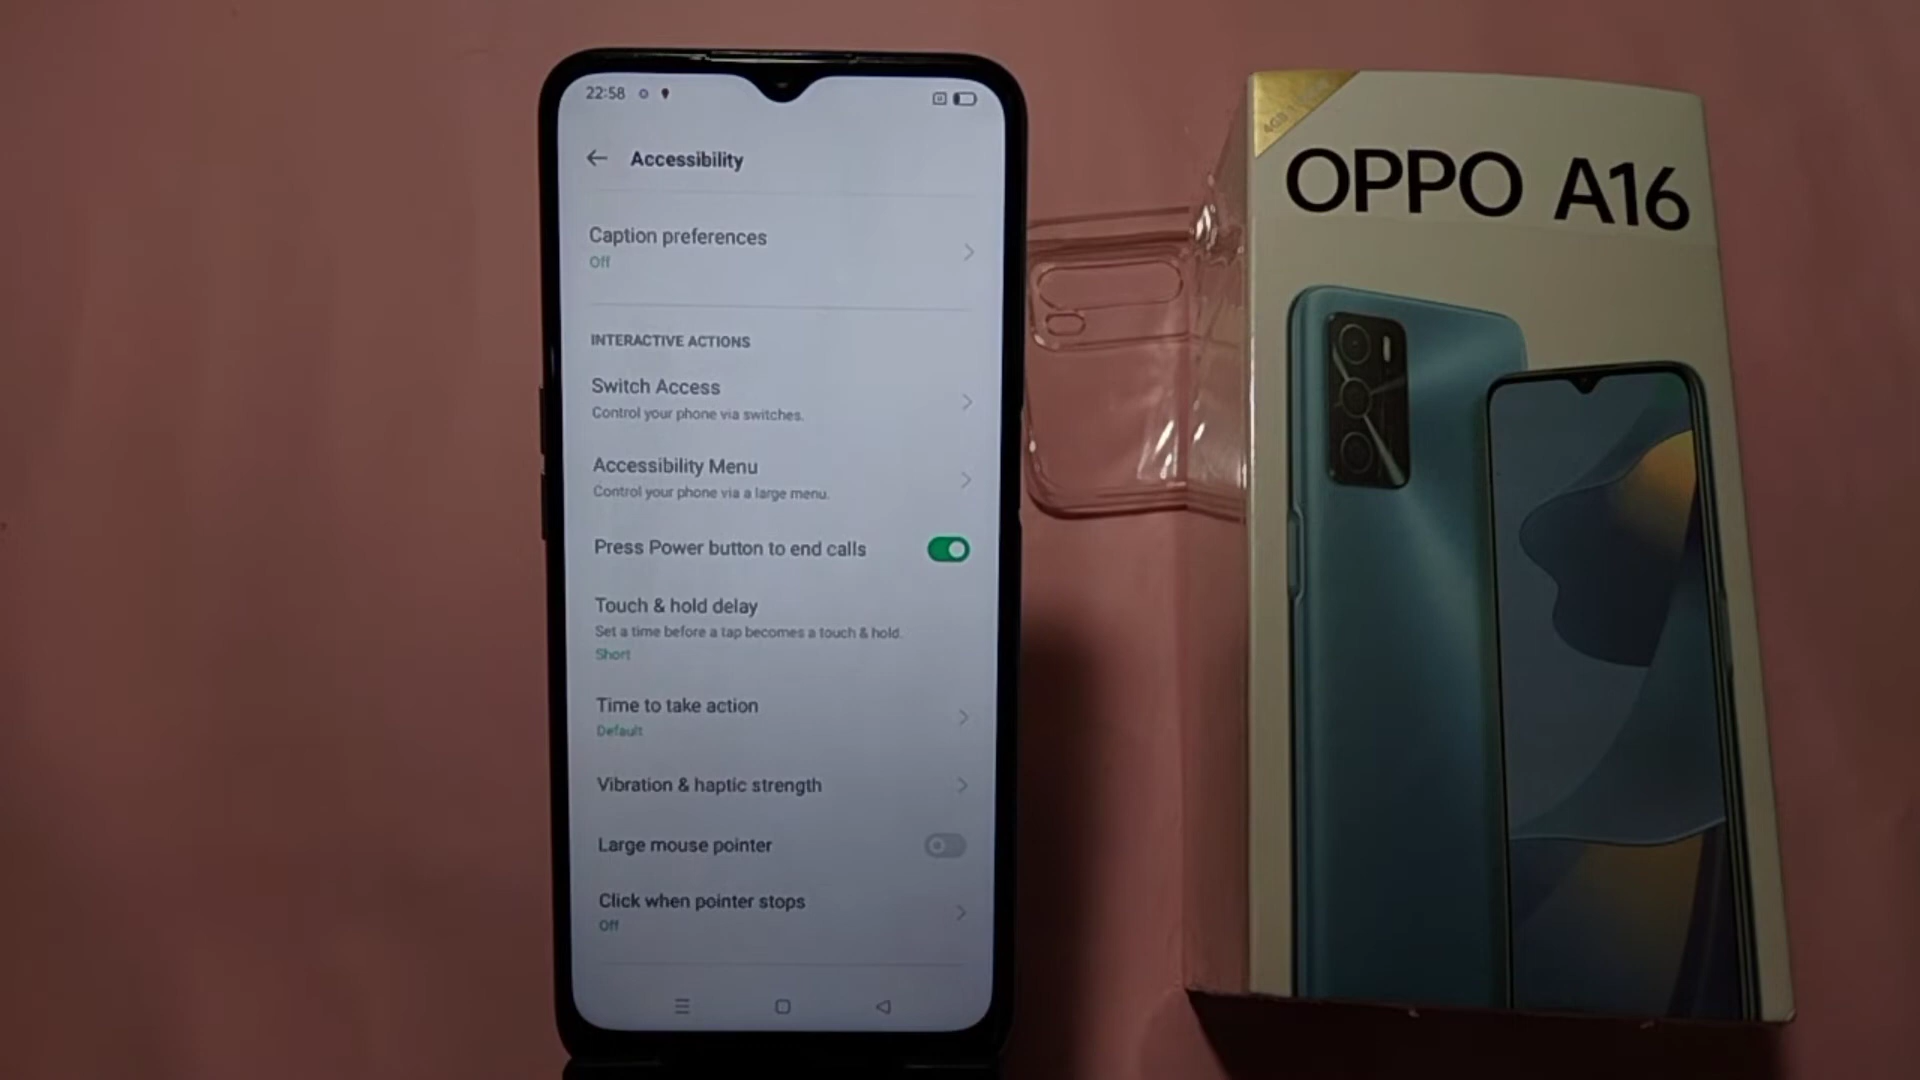 22:58
Accessibility
Caption preferences
Off
INTERACTIVE ACTIONS
Switch Access
Control your phone via switches.
Accessibility Menu
Control your phone via a large menu.
Press Power button to end calls
Touch & hold delay
Set a time before a tap becomes a touch & hold.
Short
Time to take action
Default
Vibration & haptic strength
Large mouse pointer
Click when pointer stops
Off
4GB
OPPO A16